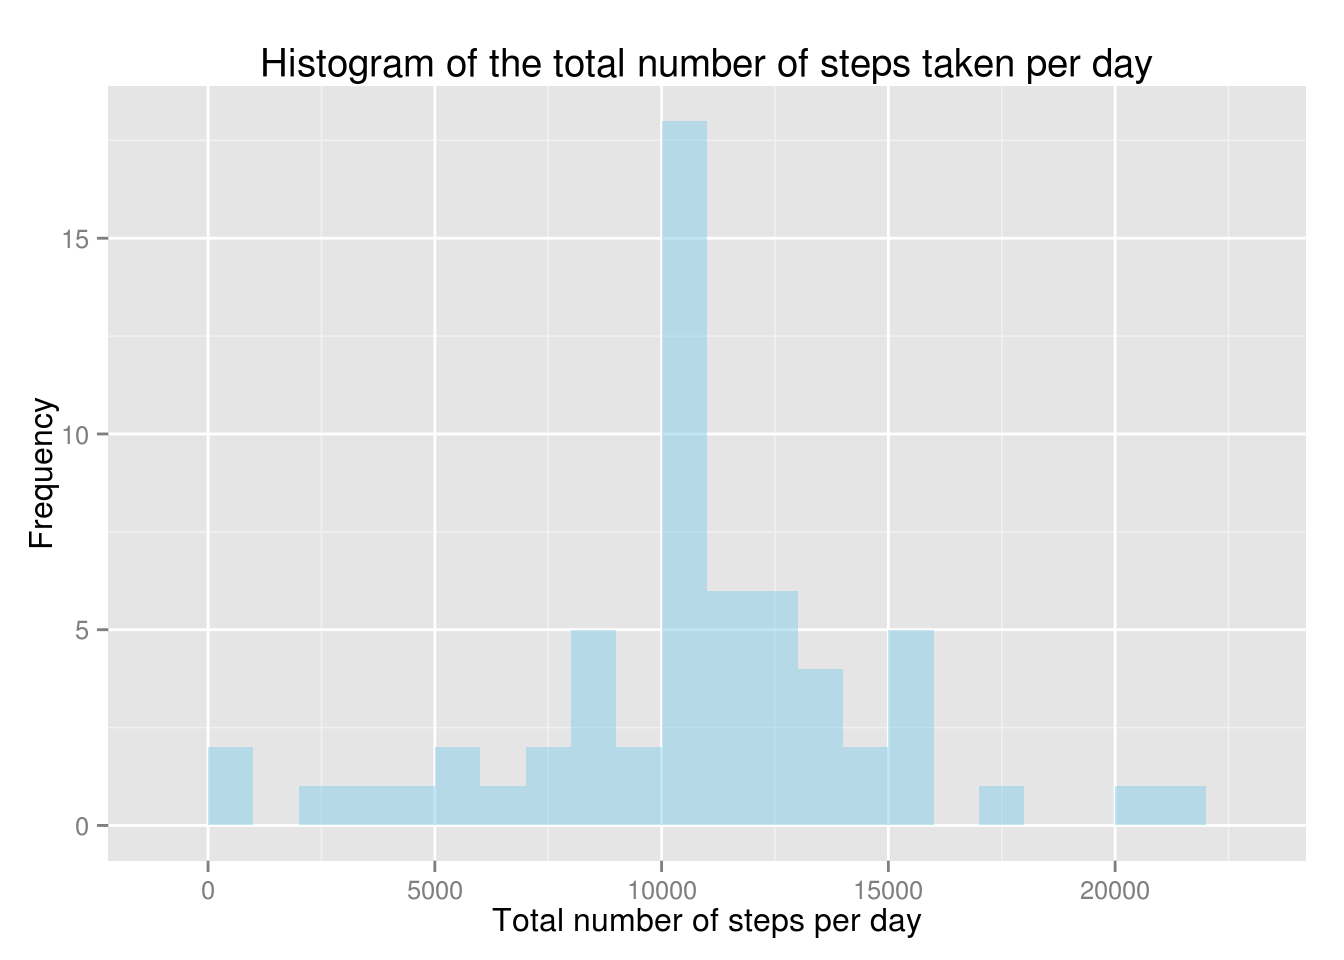 Histogram of the total number of steps taken per day
15
10
5
0
Frequency
0 5000 10000 15000 20000
Total number of steps per day